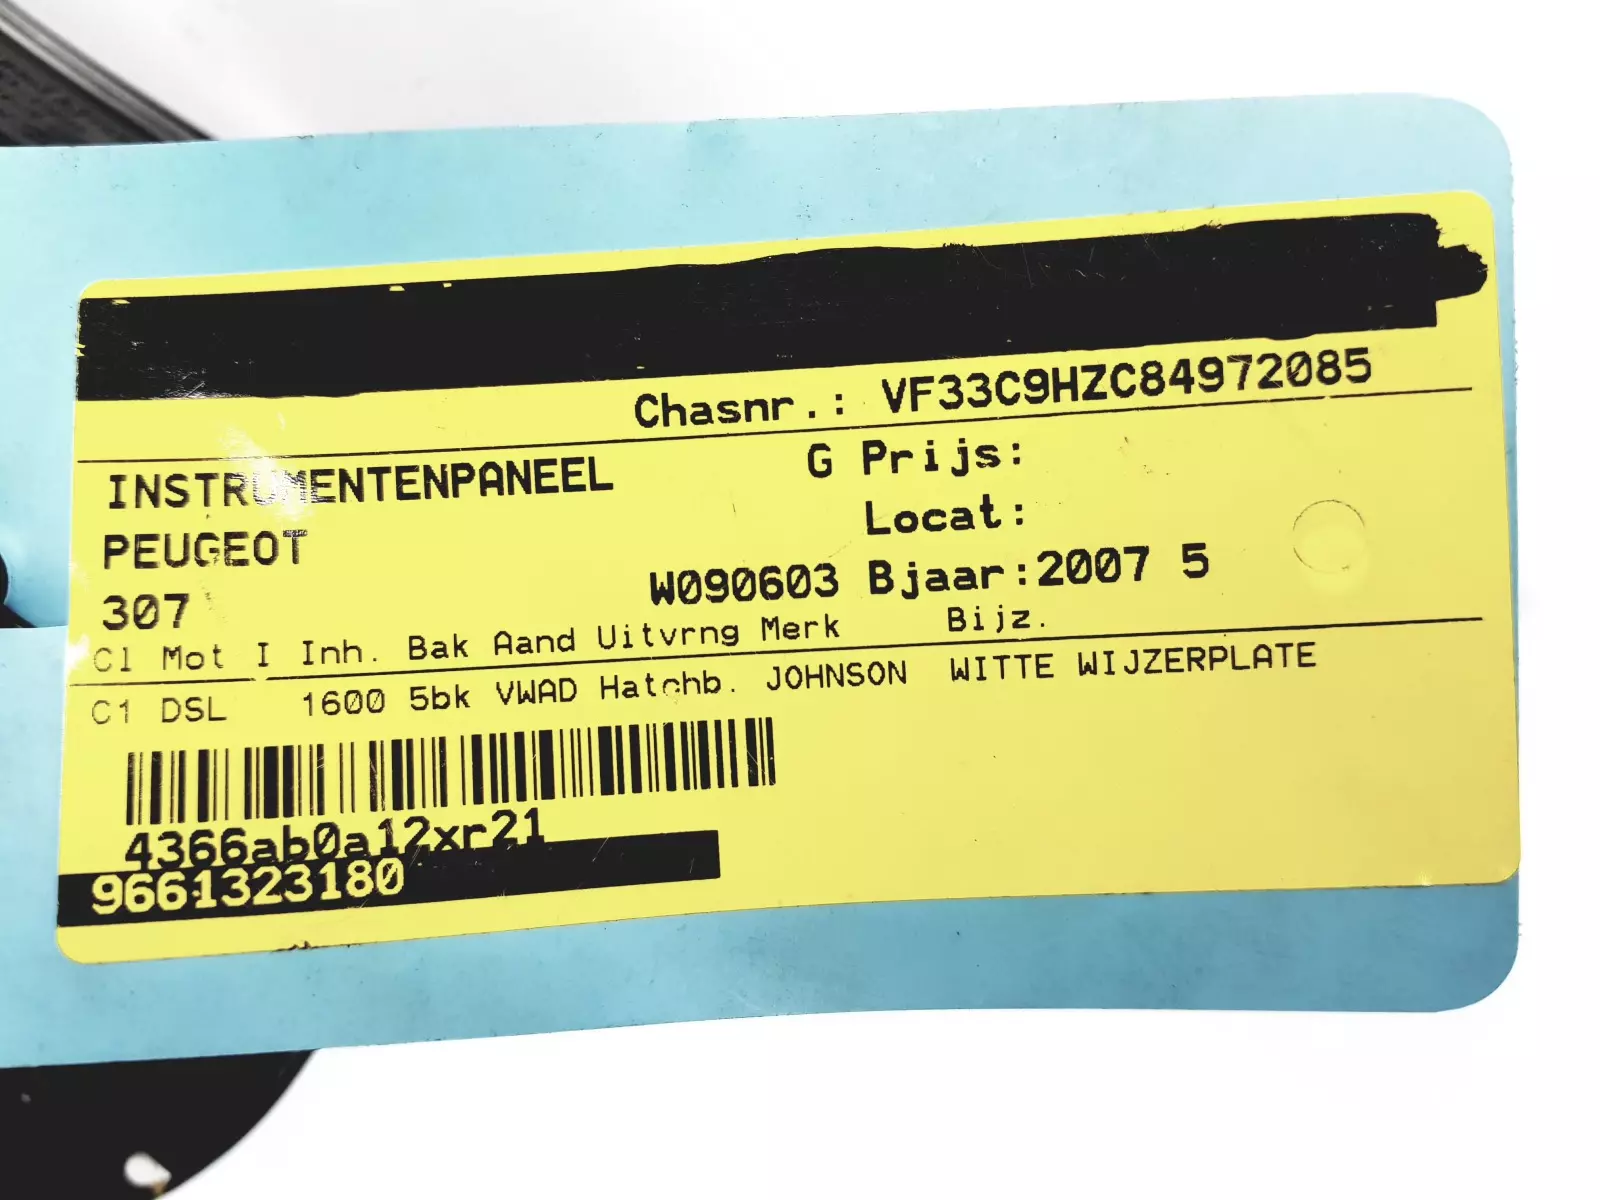 Chasnr.: VF33C9HZC84972085
INSTRUMENTENPANEEL G Prijs:
PEUGEOT Locat:
307 W090603 Bjaar:2007 5
Cl Mot I Inh. Bak Aand Uitvrng Merk Bijz.
C1 DSL 1600 5bk VWAD Hatchb. JOHNSON WITTE WIJZERPLATE
4366ab0a12xr21
9661323180